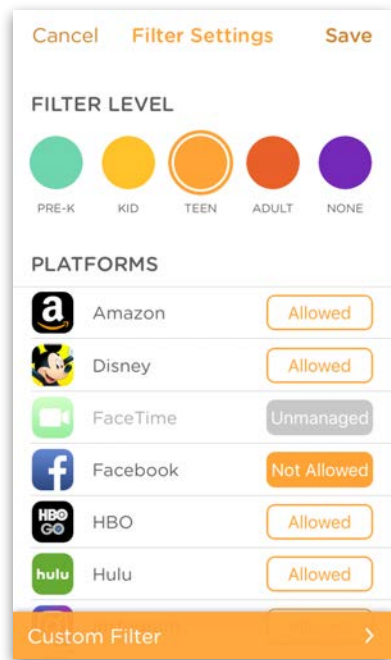 Cancel Filter Settings Save
FILTER LEVEL
PRE-K KID TEEN ADULT NONE
PLATFORMS
a Amazon Allowed
Disney Allowed
FaceTime Unmanaged
f Facebook Not Allowed
HBO GO HBO Allowed
hulu Hulu Allowed
Custom Filter >